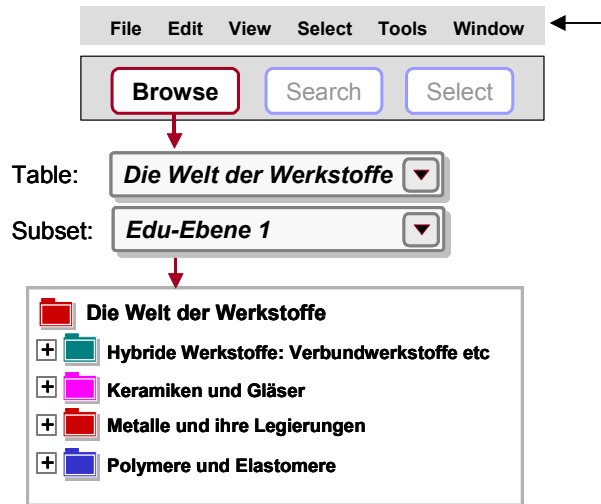 File Edit View Select Tools Window
Browse Search Select
Table: Die Welt der Werkstoffe
Subset: Edu-Ebene 1
Die Welt der Werkstoffe
Hybride Werkstoffe: Verbundwerkstoffe etc
Keramiken und Gläser
Metalle und ihre Legierungen
Polymere und Elastomere